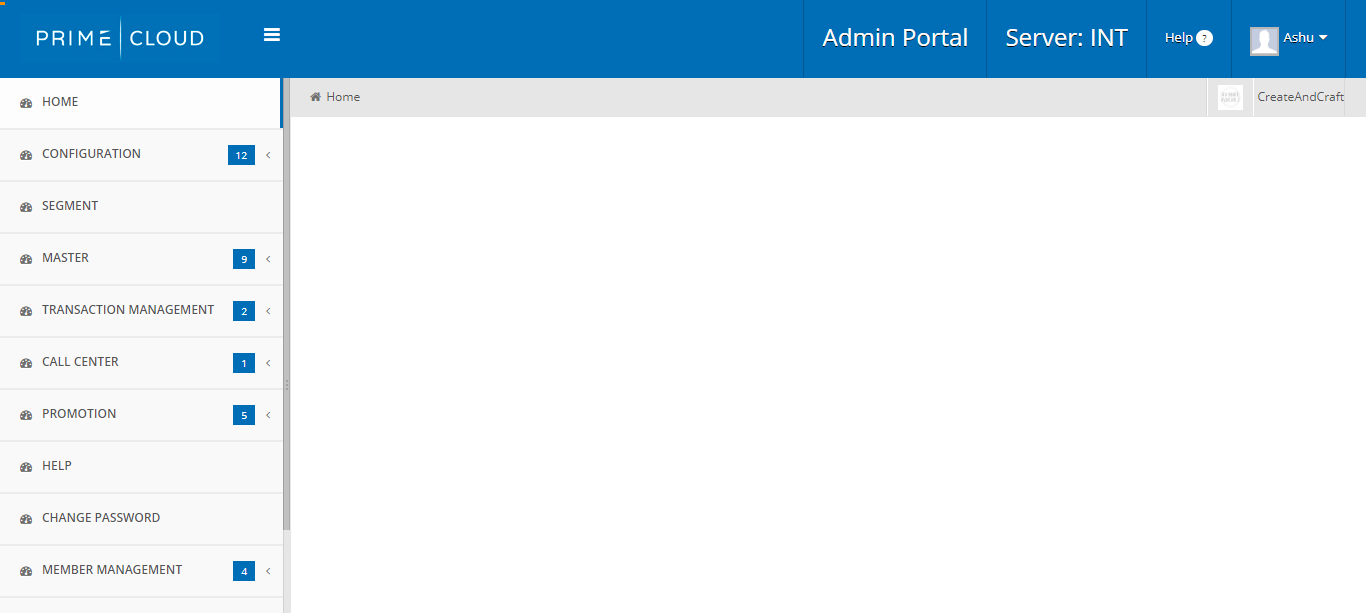 PRIME CLOUD
Admin Portal
Server: INT
Help ?
Ashu
HOME
CONFIGURATION 12
SEGMENT
MASTER 9
TRANSACTION MANAGEMENT 2
CALL CENTER 1
PROMOTION 5
HELP
CHANGE PASSWORD
MEMBER MANAGEMENT 4
Home
CreateAndCraft